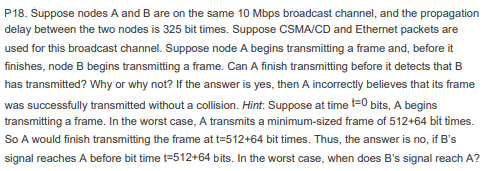 P18. Suppose nodes A and B are on the same 10 Mbps broadcast channel, and the propagation
delay between the two nodes is 325 bit times. Suppose CSMA/CD and Ethernet packets are
used for this broadcast channel. Suppose node A begins transmitting a frame and, before it
finishes, node B begins transmitting a frame. Can A finish transmitting before it detects that B
has transmitted? Why or why not? If the answer is yes, then A incorrectly believes that its frame
was successfully transmitted without a collision. Hint: Suppose at time t=0 bits, A begins
transmitting a frame. In the worst case, A transmits a minimum-sized frame of 512+64 bit times.
So A would finish transmitting the frame at t=512+64 bit times. Thus, the answer is no, if B's
signal reaches A before bit time t=512+64 bits. In the worst case, when does B's signal reach A?